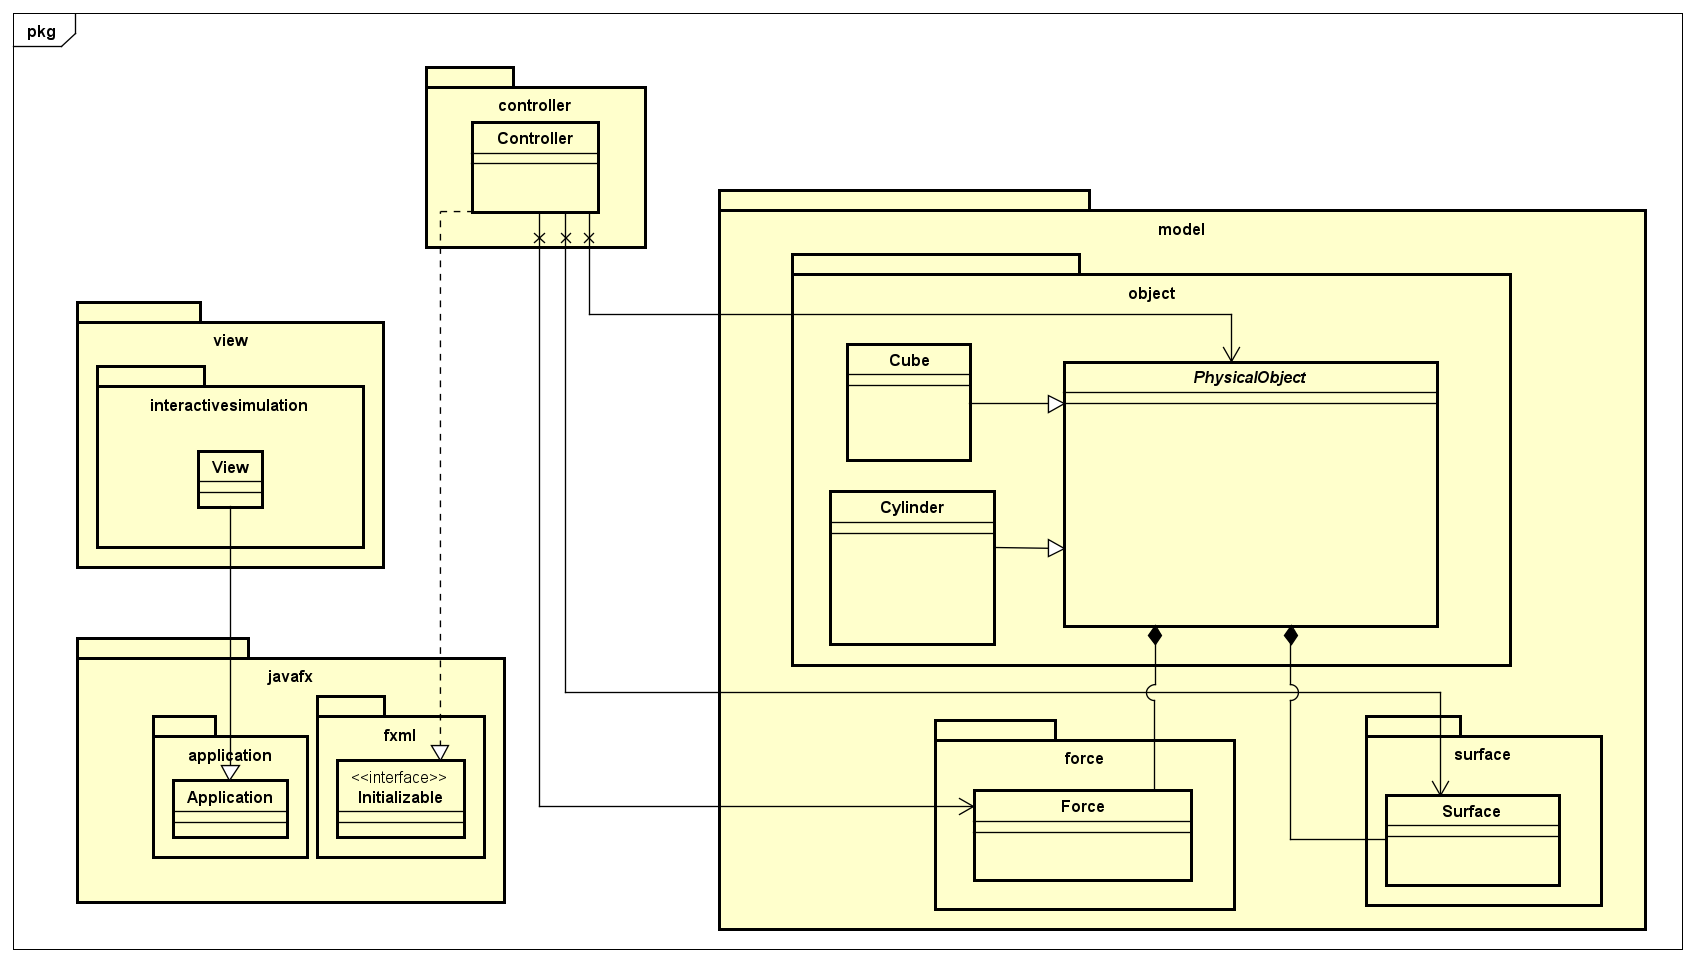 pkg
controller
Controller
model
object
view
Cube
PhysicalObject
interactivesimulation
View
Cylinder
javafx
fxml
application
surface
force
<<interface>>
Initializable
Application
Force
Surface